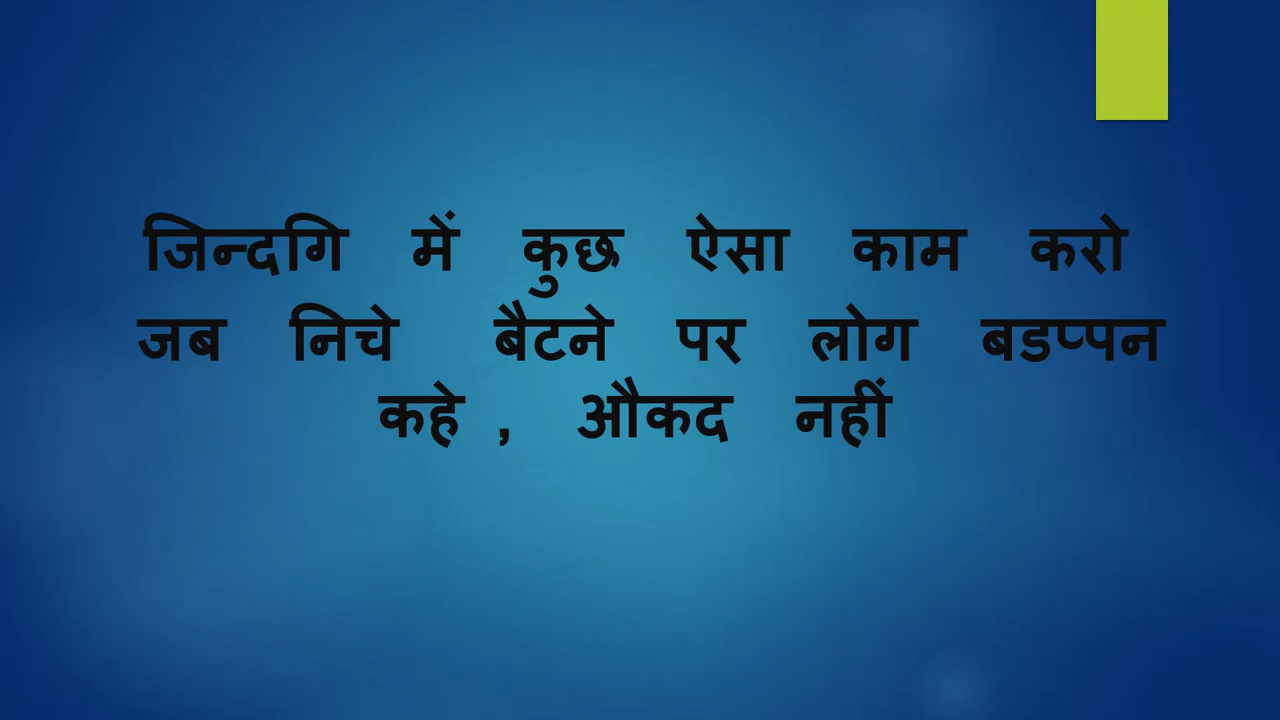 जिन्दगि में कुछ ऐसा काम करो
जब निचे बैटने पर लोग बडप्पन
कहे , औकद नहीं